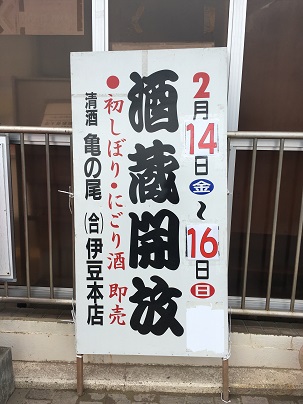 2月14日㊎〜16日㊐
酒蔵開放
●初しぼり・にごり酒 即売
清酒 亀の尾 (合)伊豆本店